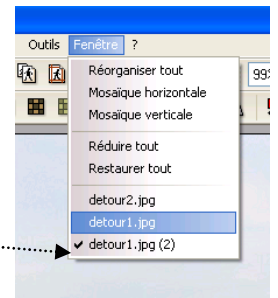 Outils Fenêtre ?
Réorganiser tout
99%
Mosaïque horizontale
Mosaïque verticale
Réduire tout
Restaurer tout
detour2.jpg
detour1.jpg
✓ detour1.jpg (2)